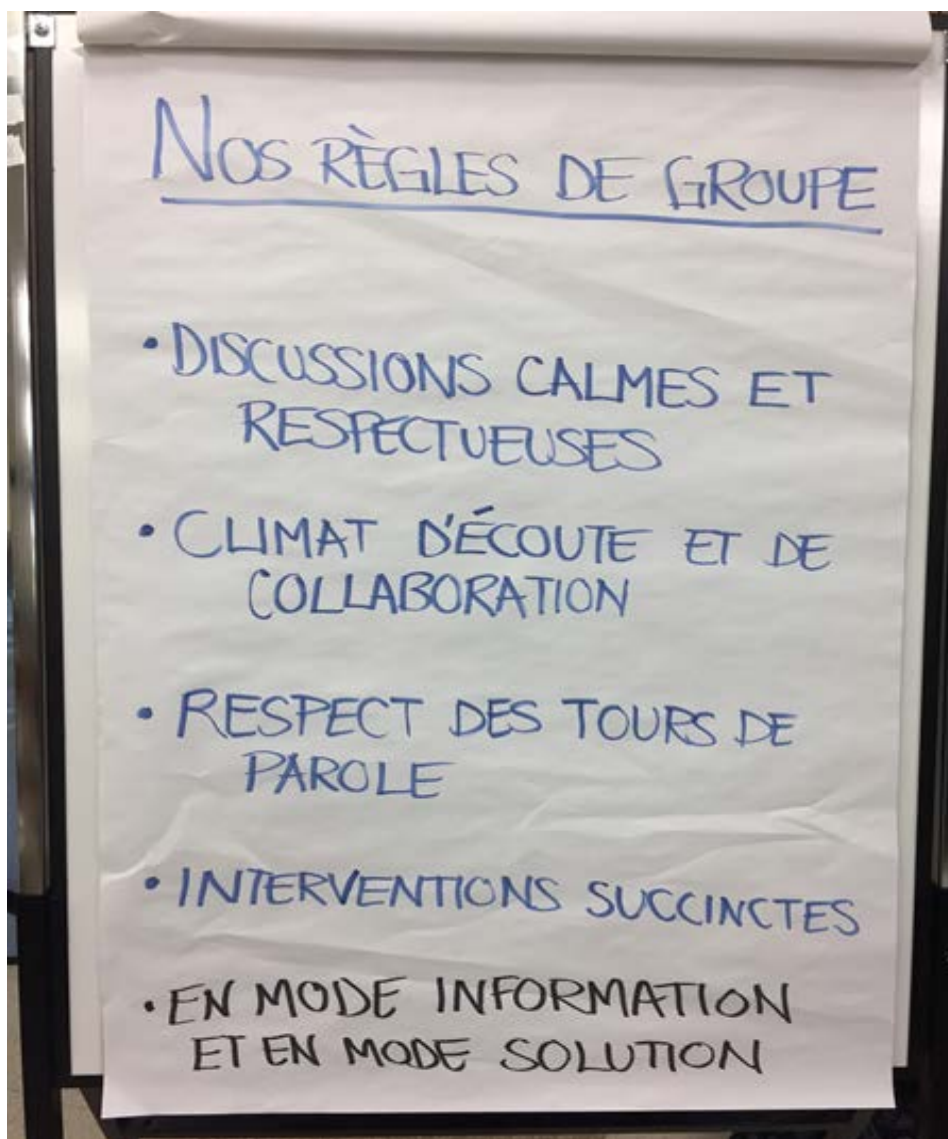 NOS RÈGLES DE GROUPE
• DISCUSSIONS CALMES ET
RESPECTUEUSES
• CLIMAT D'ÉCOUTE ET DE
COLLABORATION
• RESPECT DES TOURS DE
PAROLE
• INTERVENTIONS SUCCINCTES
• EN MODE INFORMATION
ET EN MODE SOLUTION